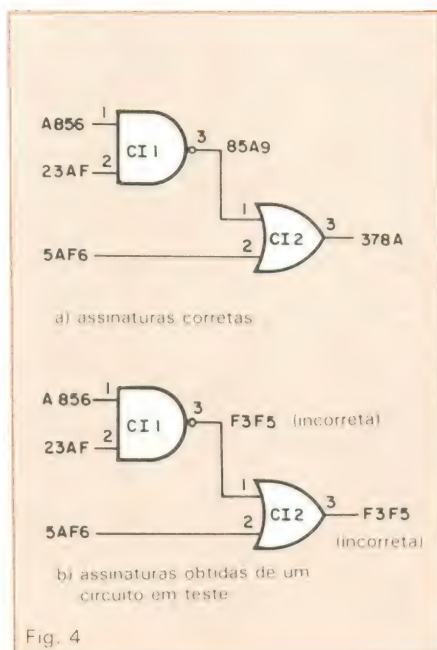 A856 1
CI1 3 85A9
23AF 2
1
CI2 3 378A
5AF6 2
a) assinaturas corretas
A856 1
CI1 3 F3F5 (incorreta)
23AF 2
1
CI2 3 F3F5
5AF6 2
(incorreta)
b) assinaturas obtidas de um
circuito em teste
Fig. 4